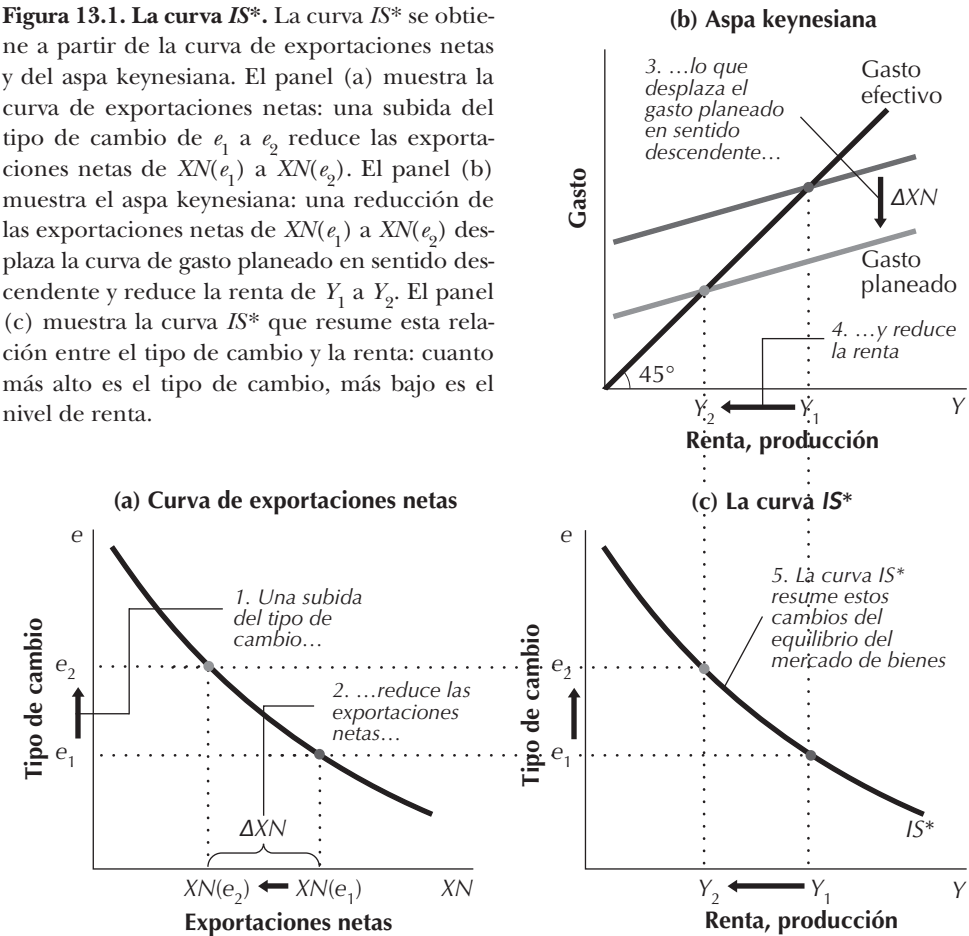 Figura 13.1. La curva IS*. La curva IS* se obtie-
ne a partir de la curva de exportaciones netas
y del aspa keynesiana. El panel (a) muestra la
curva de exportaciones netas: una subida del
tipo de cambio de e1 a e2 reduce las exporta-
ciones netas de XN(e1) a XN(e2). El panel (b)
muestra el aspa keynesiana: una reducción de
las exportaciones netas de XN(e1) a XN(e2) des-
plaza la curva de gasto planeado en sentido des-
cendente y reduce la renta de Y1 a Y2. El panel
(c) muestra la curva IS* que resume esta rela-
ción entre el tipo de cambio y la renta: cuanto
más alto es el tipo de cambio, más bajo es el
nivel de renta.
(b) Aspa keynesiana
3. …lo que
desplaza el
gasto planeado
en sentido
descendente…
Gasto
efectivo
Gasto
ΔXN
Gasto
planeado
4. …y reduce
la renta
45°
Y2
Y1
Y
Renta, producción
(a) Curva de exportaciones netas
e
1. Una subida
del tipo de
cambio…
Tipo de cambio
e2
2. …reduce las
exportaciones
netas…
e1
ΔXN
XN(e2)
XN(e1)
XN
Exportaciones netas
(c) La curva IS*
e
5. La curva IS*
resume estos
cambios del
equilibrio del
mercado de bienes
Tipo de cambio
e2
e1
IS*
Y2
Y1
Y
Renta, producción